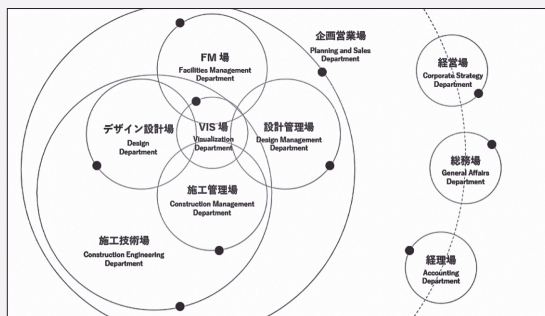 企画営業場
Planning and Sales
Department
FM 場
Facilities Management
Department
経営場
Corporate Strategy
Department
デザイン設計場
Design
Department
VIS 場
Visualization
Department
設計管理場
Design Management
Department
総務場
General Affairs
Department
施工管理場
Construction Management
Department
施工技術場
Construction Engineering
Department
経理場
Accounting
Department